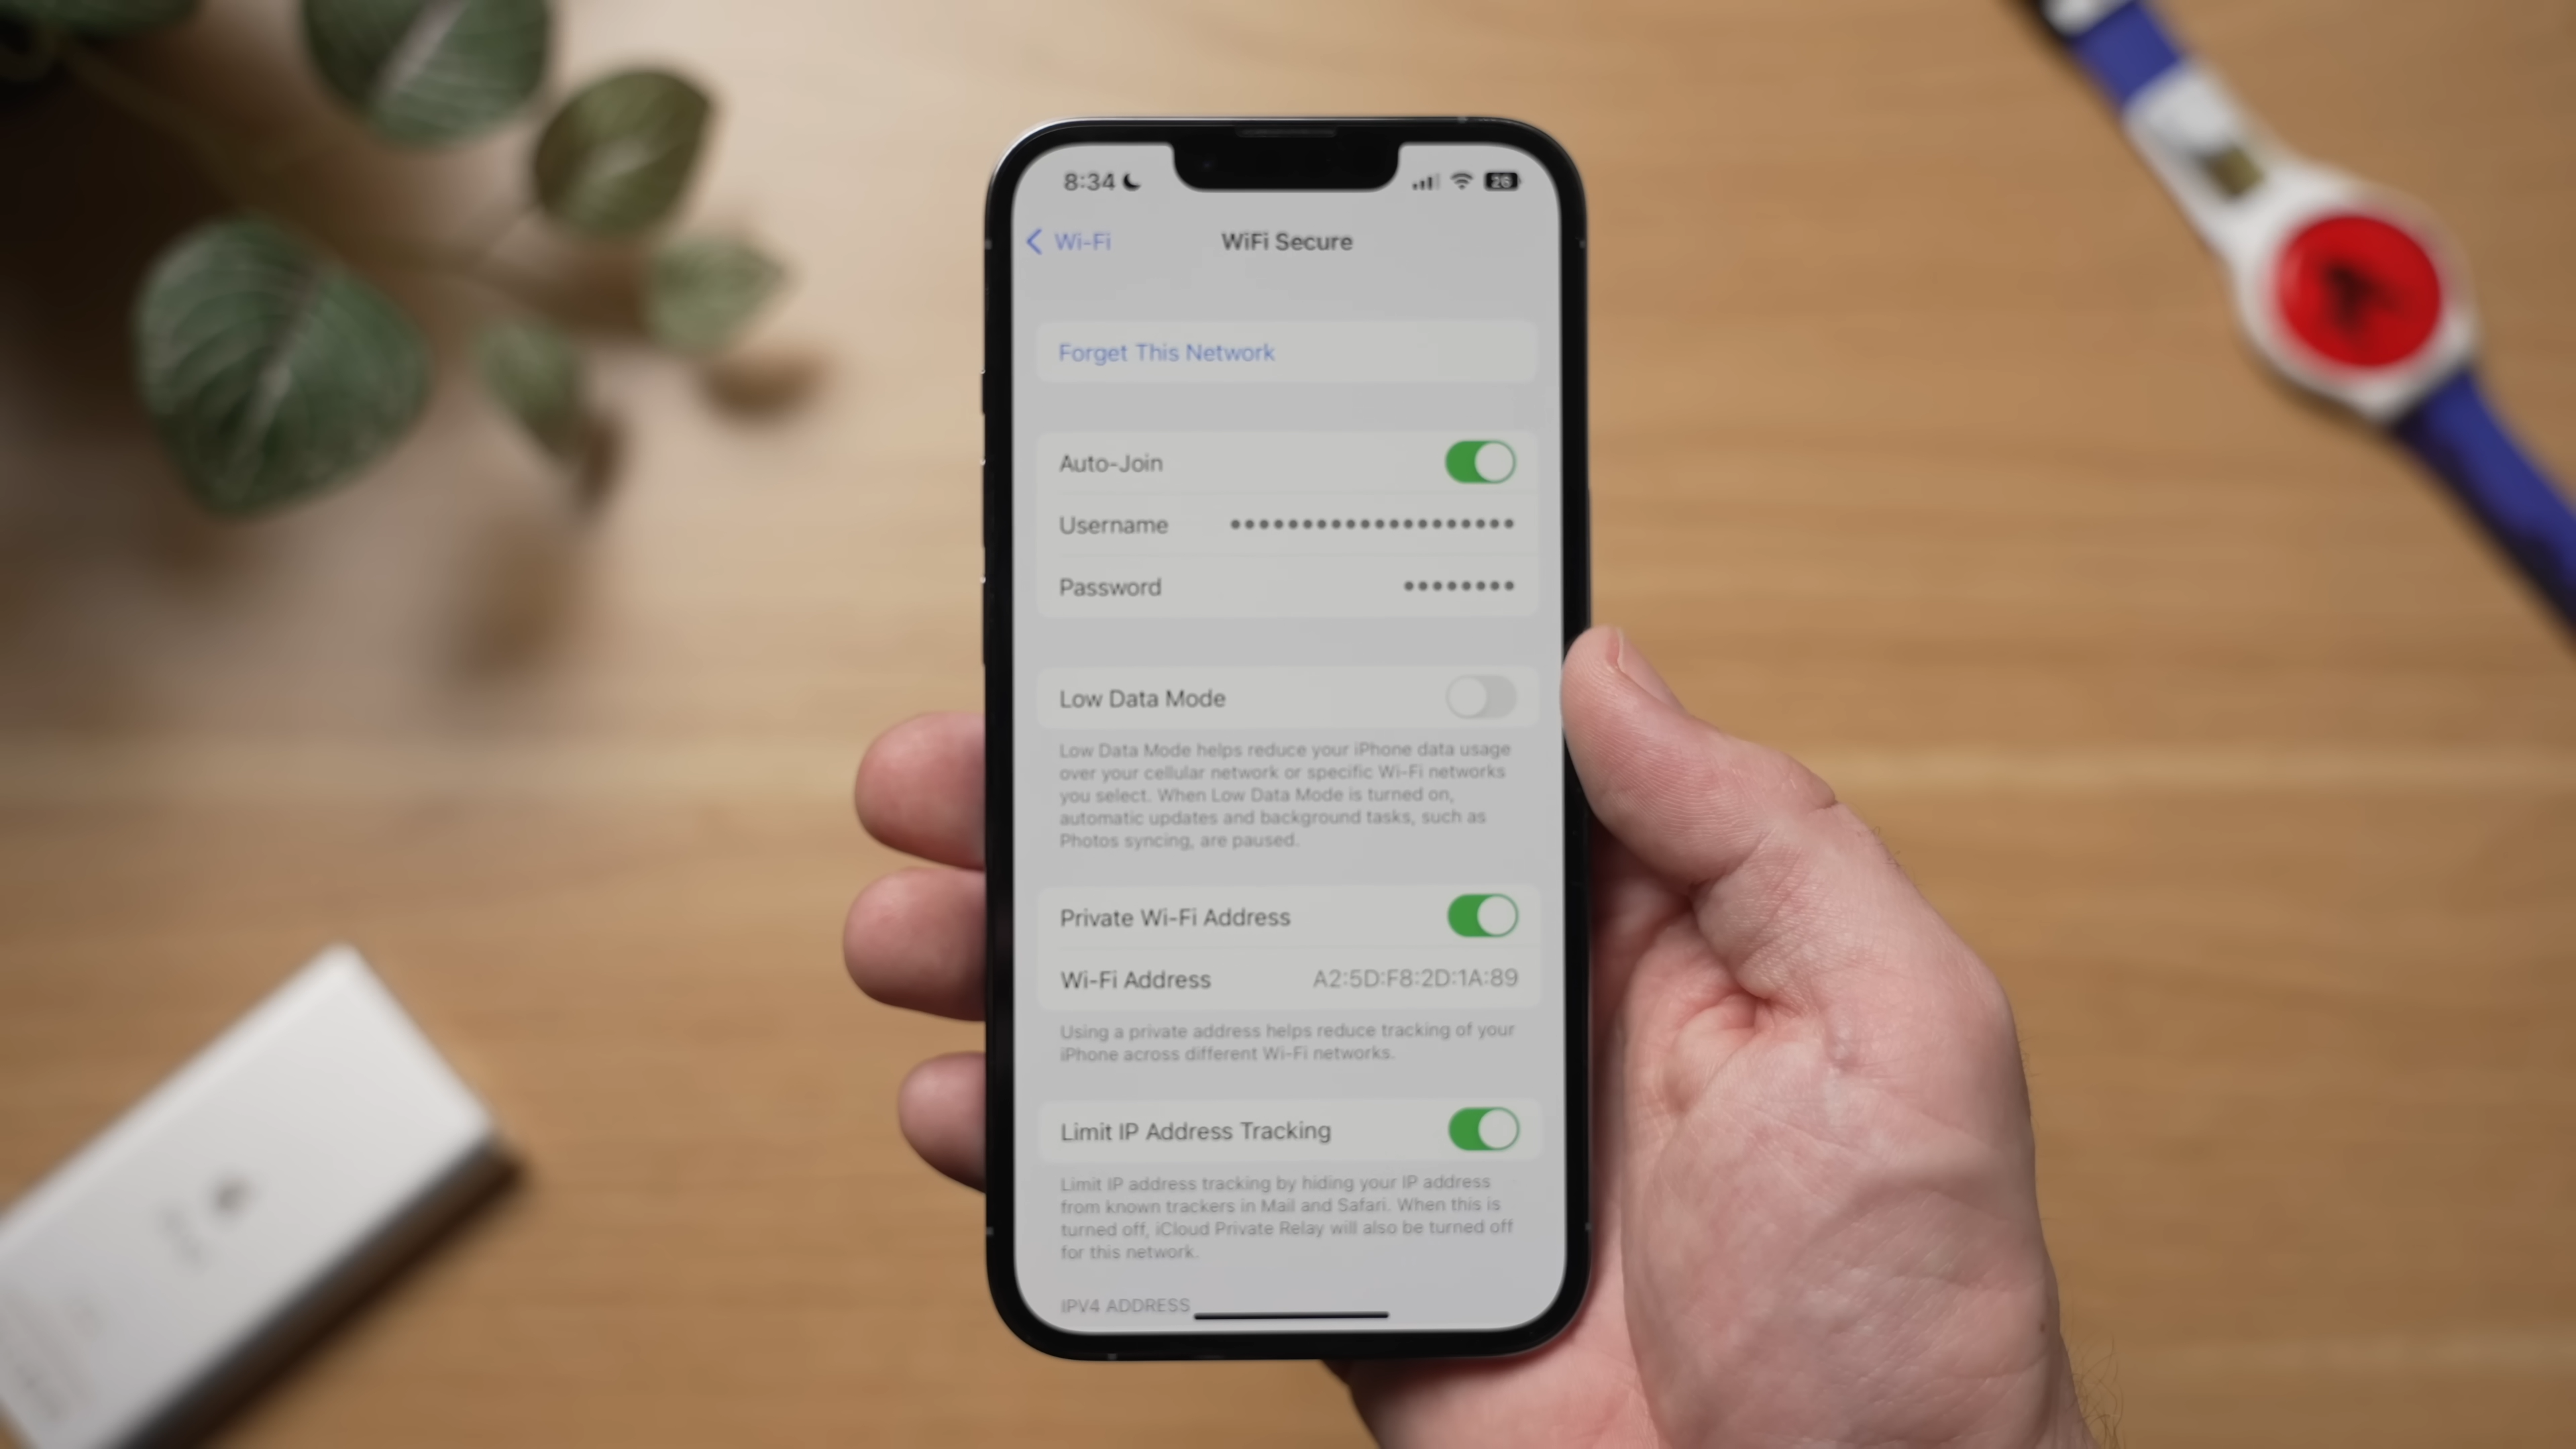 8:34
26
Wi-Fi
WiFi Secure
Forget This Network
Auto-Join
Username ••••••••••••••••••••
Password ••••••••
Low Data Mode
Low Data Mode helps reduce your iPhone data usage
over your cellular network or specific Wi-Fi networks
you select. When Low Data Mode is turned on,
automatic updates and background tasks, such as
Photos syncing, are paused.
Private Wi-Fi Address
Wi-Fi Address A2:5D:F8:2D:1A:89
Using a private address helps reduce tracking of your
iPhone across different Wi-Fi networks.
Limit IP Address Tracking
Limit IP address tracking by hiding your IP address
from known trackers in Mail and Safari. When this is
turned off, iCloud Private Relay will also be turned off
for this network.
IPV4 ADDRESS